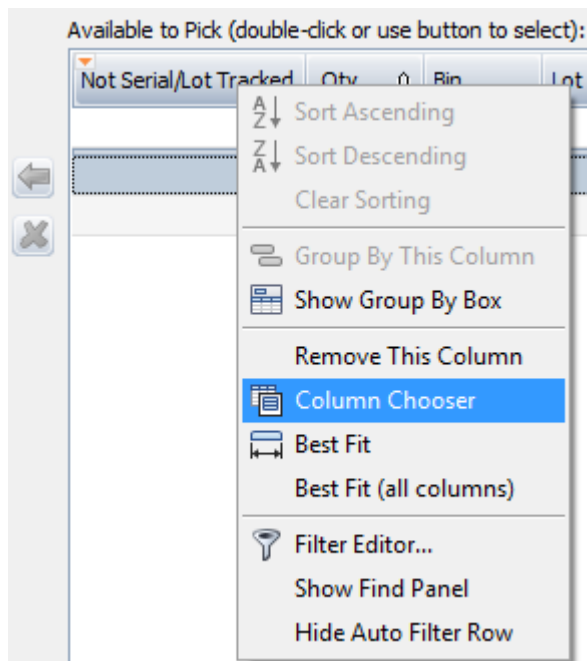 Available to Pick (double-click or use button to select):
Not Serial/Lot Tracked Qty Bin Lot
Sort Ascending
Sort Descending
Clear Sorting
Group By This Column
Show Group By Box
Remove This Column
Column Chooser
Best Fit
Best Fit (all columns)
Filter Editor...
Show Find Panel
Hide Auto Filter Row